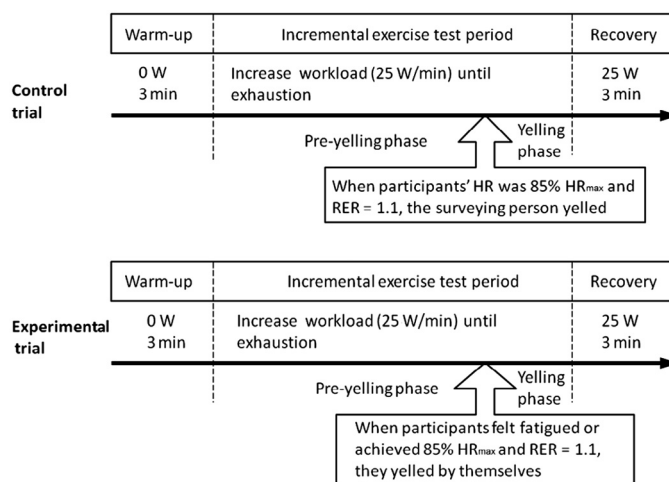 Warm-up Incremental exercise test period Recovery
Control trial
0 W Increase workload (25 W/min) until 25 W
3 min exhaustion 3 min
Pre-yelling phase Yelling phase
When participants' HR was 85% HRmax and
RER = 1.1, the surveying person yelled
Warm-up Incremental exercise test period Recovery
Experimental trial
0 W Increase workload (25 W/min) until 25 W
3 min exhaustion 3 min
Pre-yelling phase Yelling phase
When participants felt fatigued or
achieved 85% HRmax and RER = 1.1,
they yelled by themselves